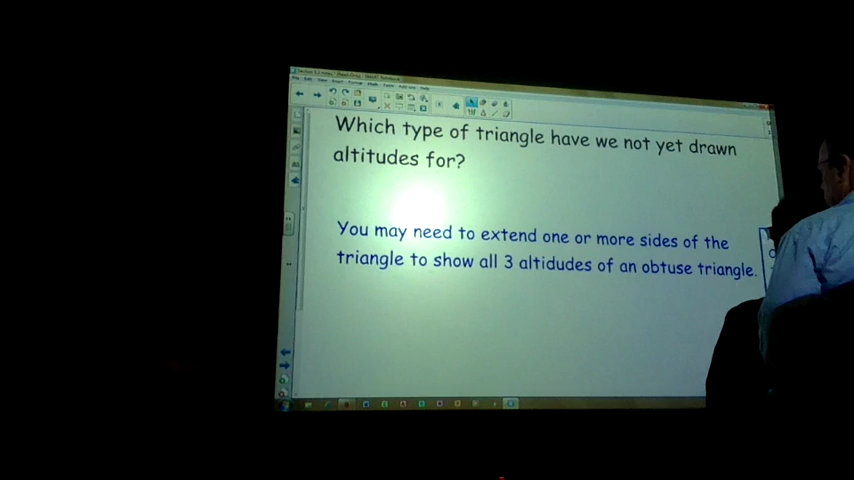 Which type of triangle have we not yet drawn
altitudes for?
You may need to extend one or more sides of the
triangle to show all 3 altidudes of an obtuse triangle.